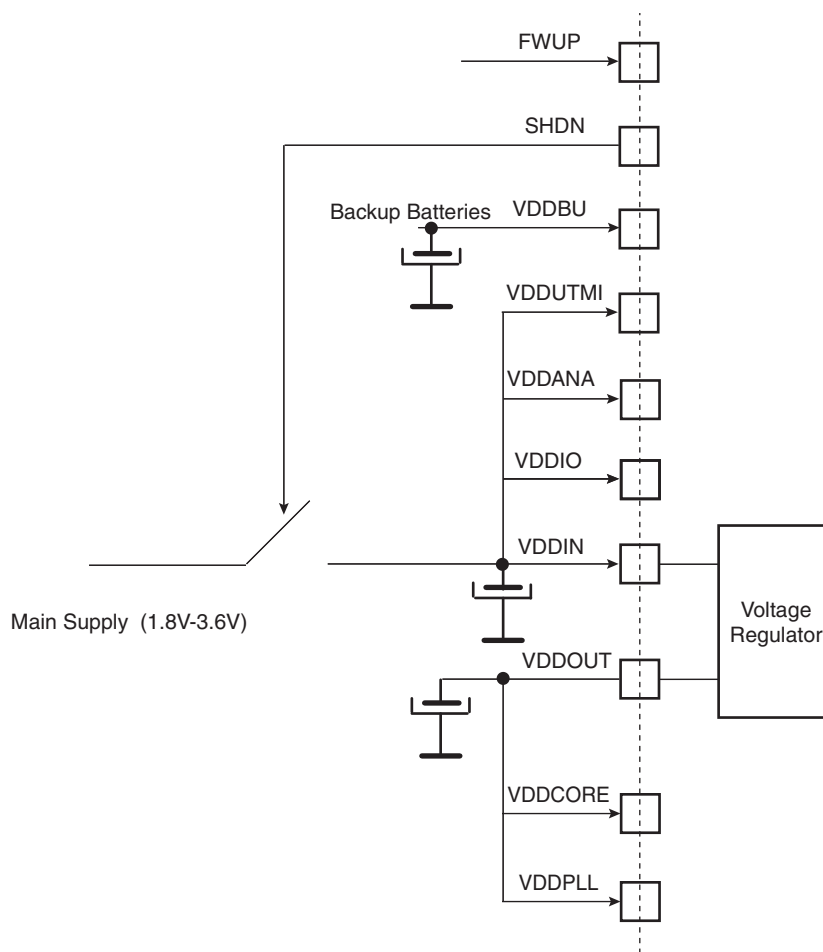 FWUP
SHDN
Backup Batteries
VDDBU
VDDUTMI
VDDANA
VDDIO
VDDIN
Main Supply (1.8V-3.6V)
Voltage
Regulator
VDDOUT
VDDCORE
VDDPLL